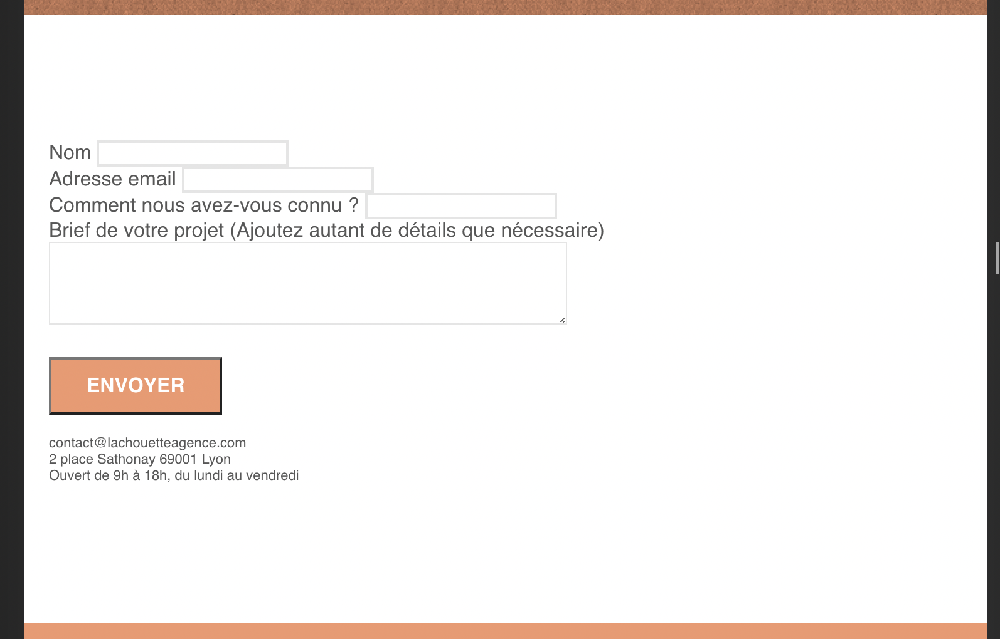 Nom
Adresse email
Comment nous avez-vous connu ?
Brief de votre projet (Ajoutez autant de détails que nécessaire)
ENVOYER
contact@lachouetteagence.com
2 place Sathonay 69001 Lyon
Ouvert de 9h à 18h, du lundi au vendredi